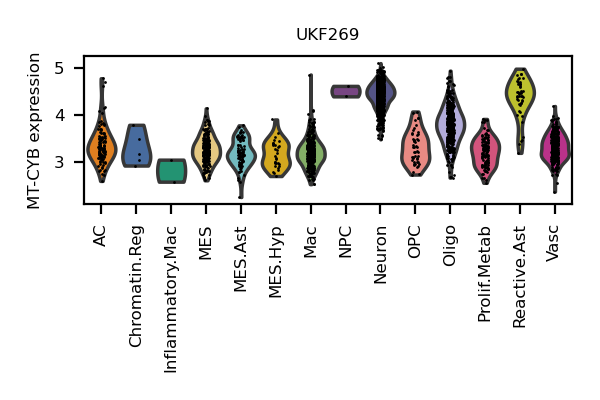 UKF269
MT-CYB expression
5
4
3
AC
Chromatin.Reg
Inflammatory.Mac
MES
MES.Ast
MES.Hyp
Mac
NPC
Neuron
OPC
Oligo
Prolif.Metab
Reactive.Ast
Vasc